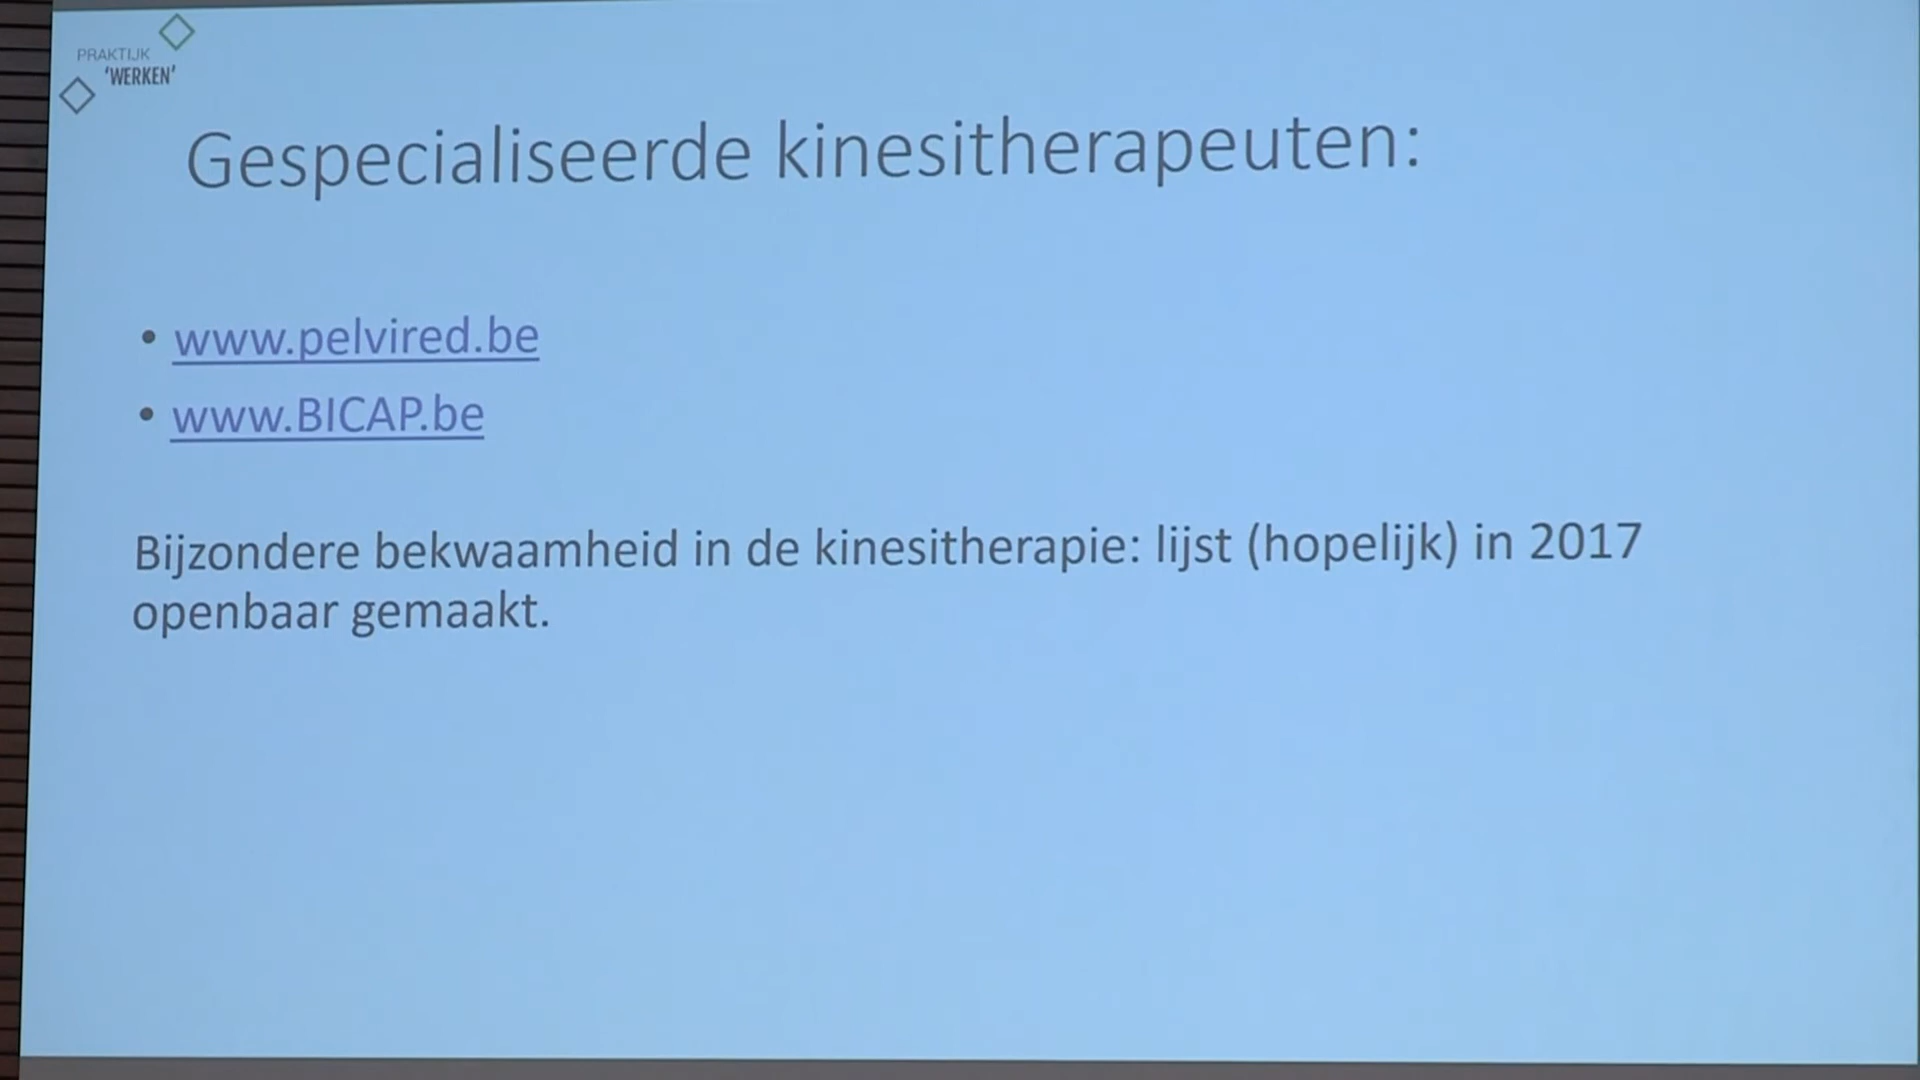 PRAKTIJK
'WERKEN'
Gespecialiseerde kinesitherapeuten:
• www.pelvired.be
• www.BICAP.be
Bijzondere bekwaamheid in de kinesitherapie: lijst (hopelijk) in 2017
openbaar gemaakt.